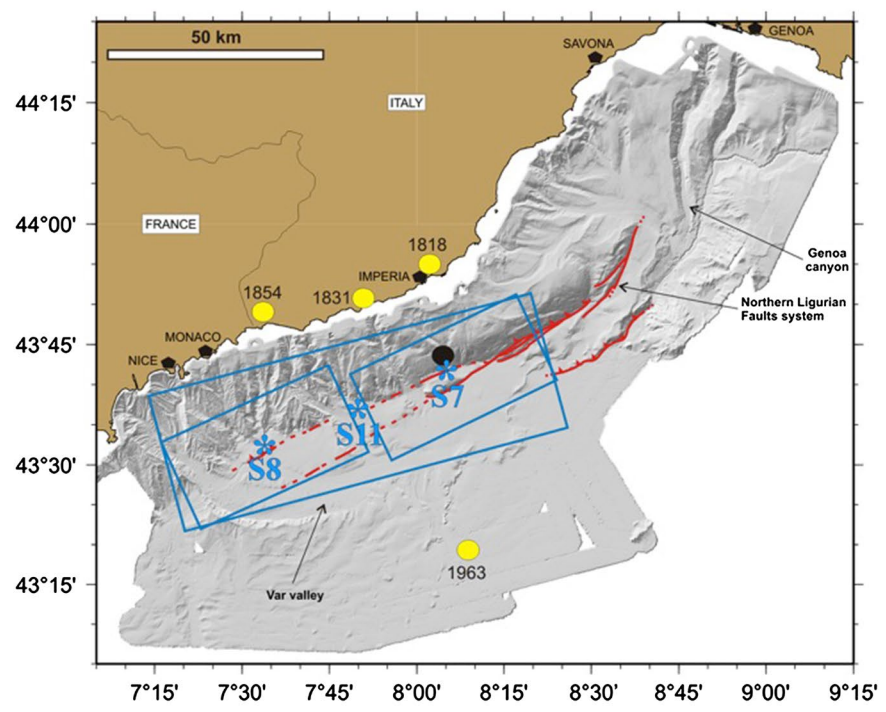 50 km
SAVONA
GENOA
44°15'
ITALY
44°00'
FRANCE
1818
Genoa
canyon
IMPERIA
1854
1831
Northern Ligurian
Faults system
43°45'
MONACO
NICE
S7
S11
S8
43°30'
1963
43°15'
Var valley
7°15'
7°30'
7°45'
8°00'
8°15'
8°30'
8°45'
9°00'
9°15'